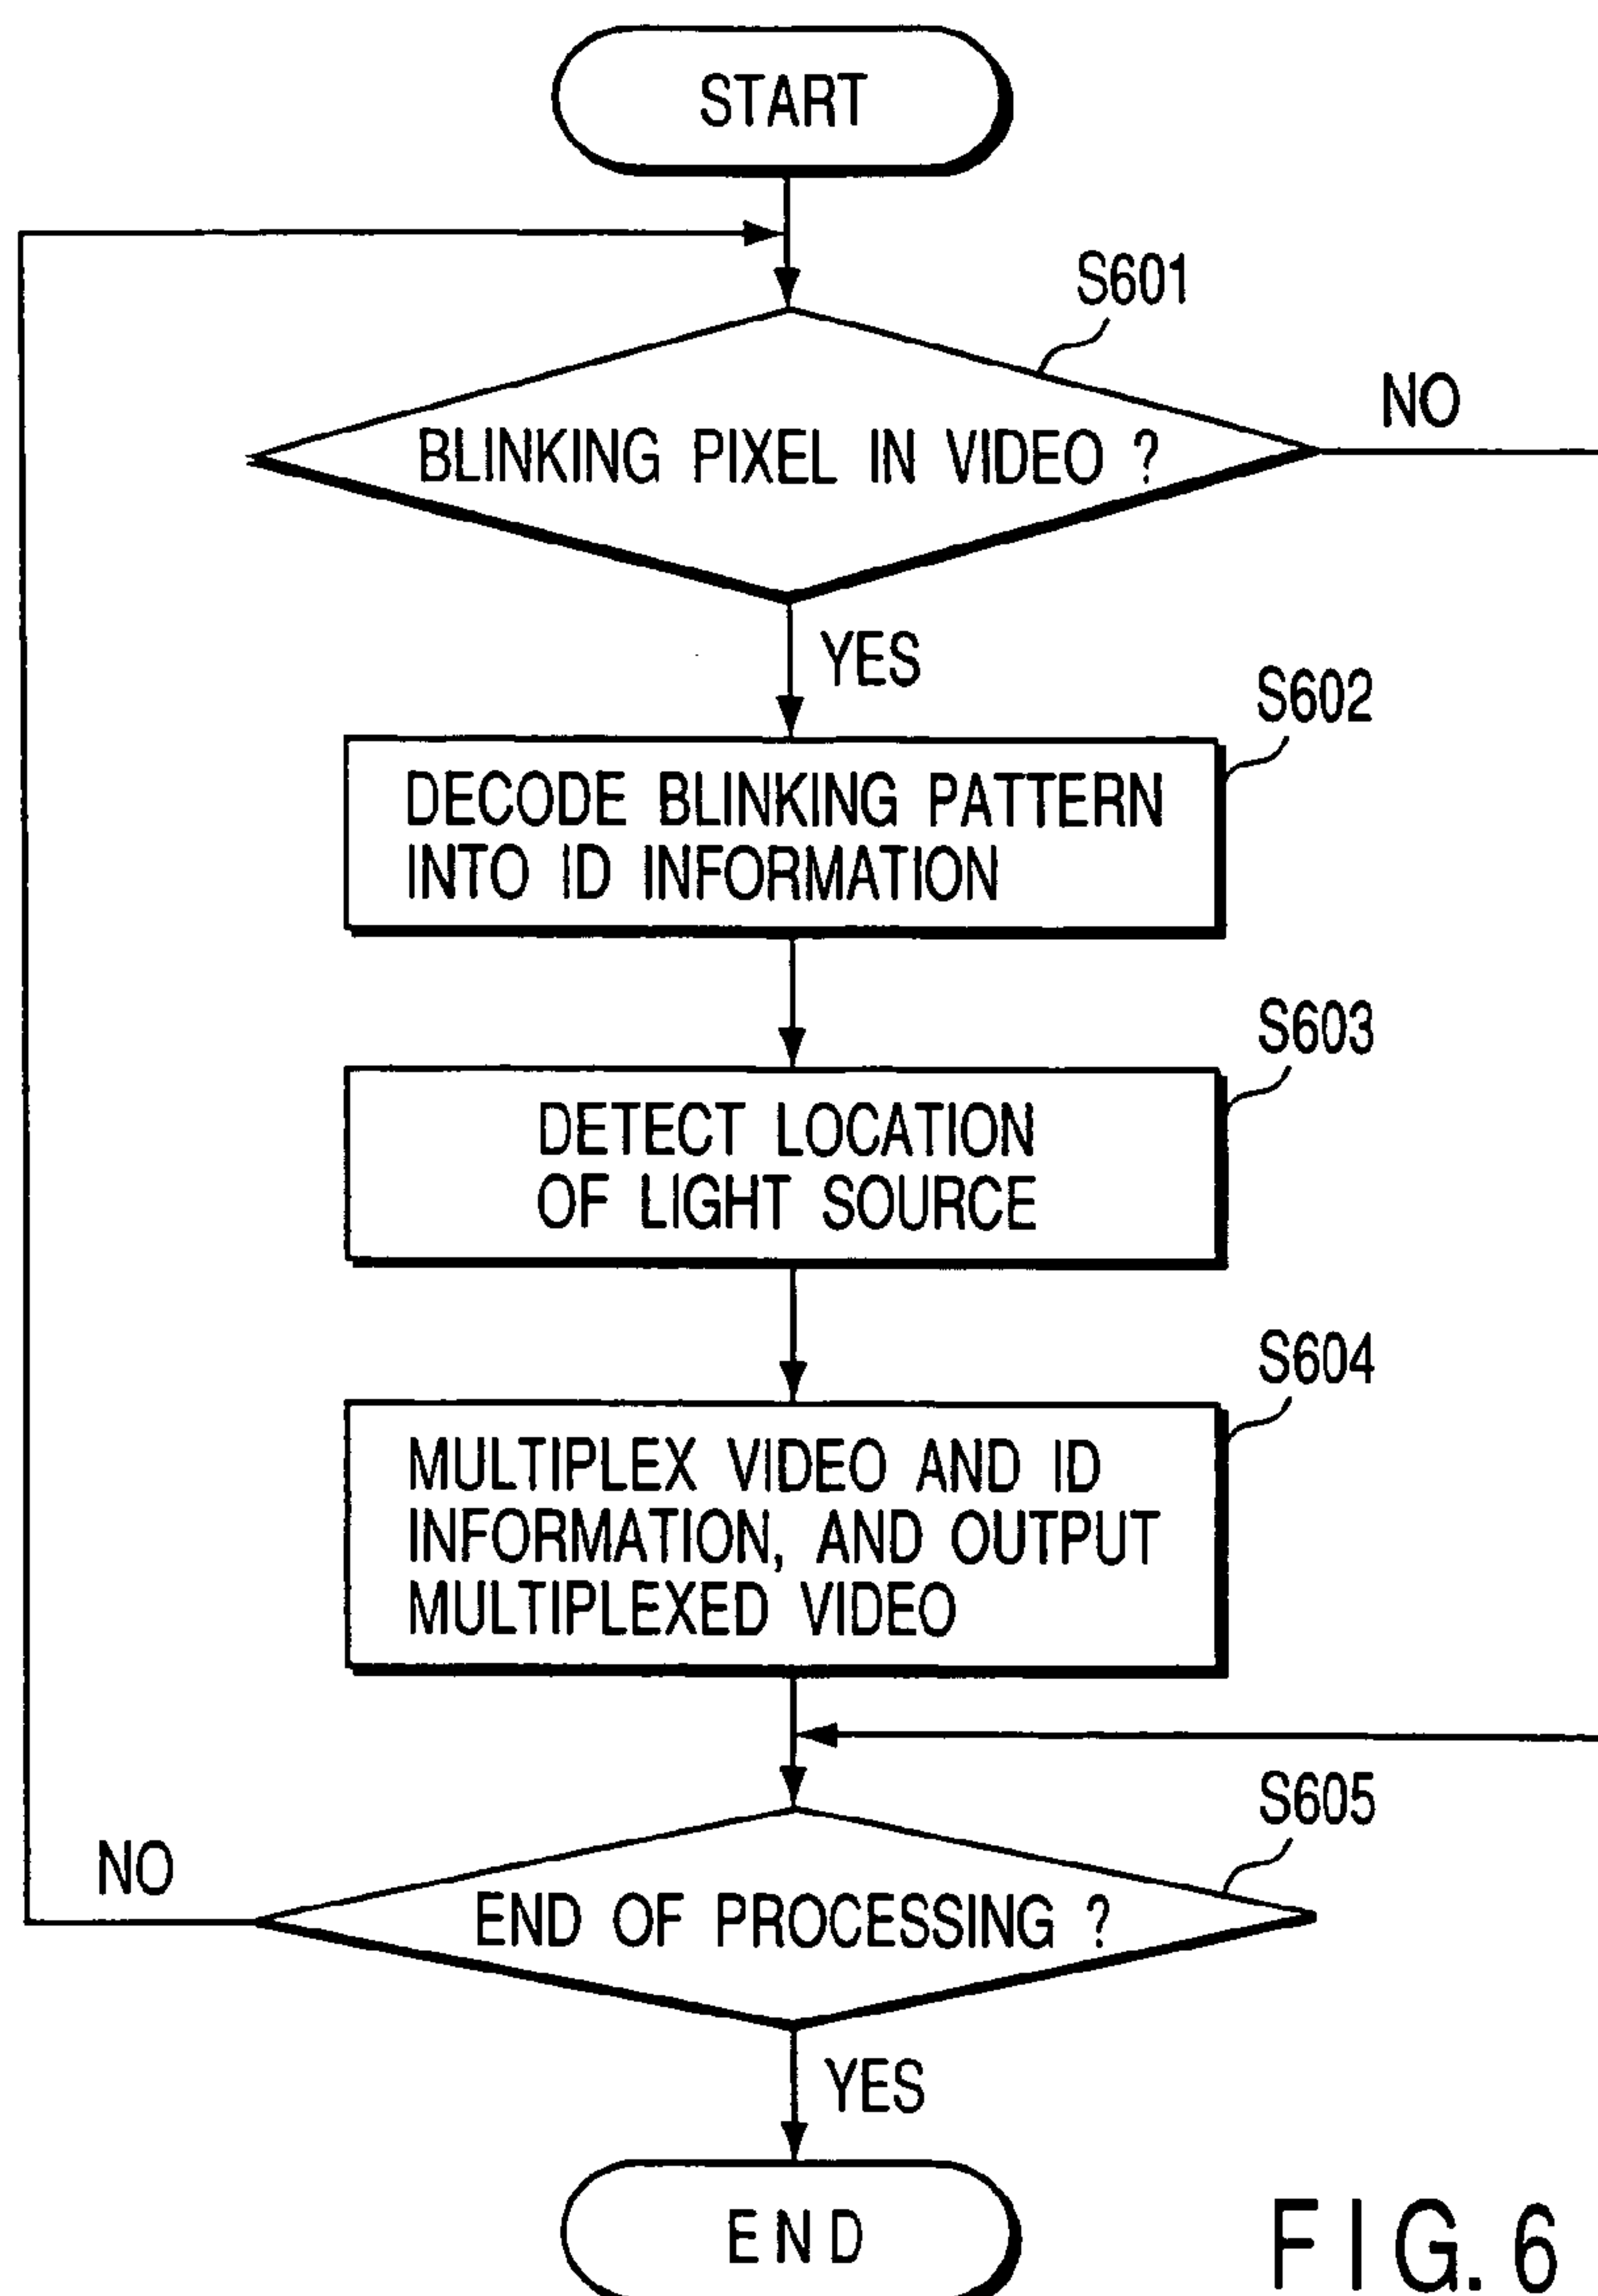 START
S601
BLINKING PIXEL IN VIDEO ?
NO
YES
S602
DECODE BLINKING PATTERN
INTO ID INFORMATION
S603
DETECT LOCATION
OF LIGHT SOURCE
S604
MULTIPLEX VIDEO AND ID
INFORMATION, AND OUTPUT
MULTIPLEXED VIDEO
S605
NO
END OF PROCESSING ?
YES
END
FIG. 6